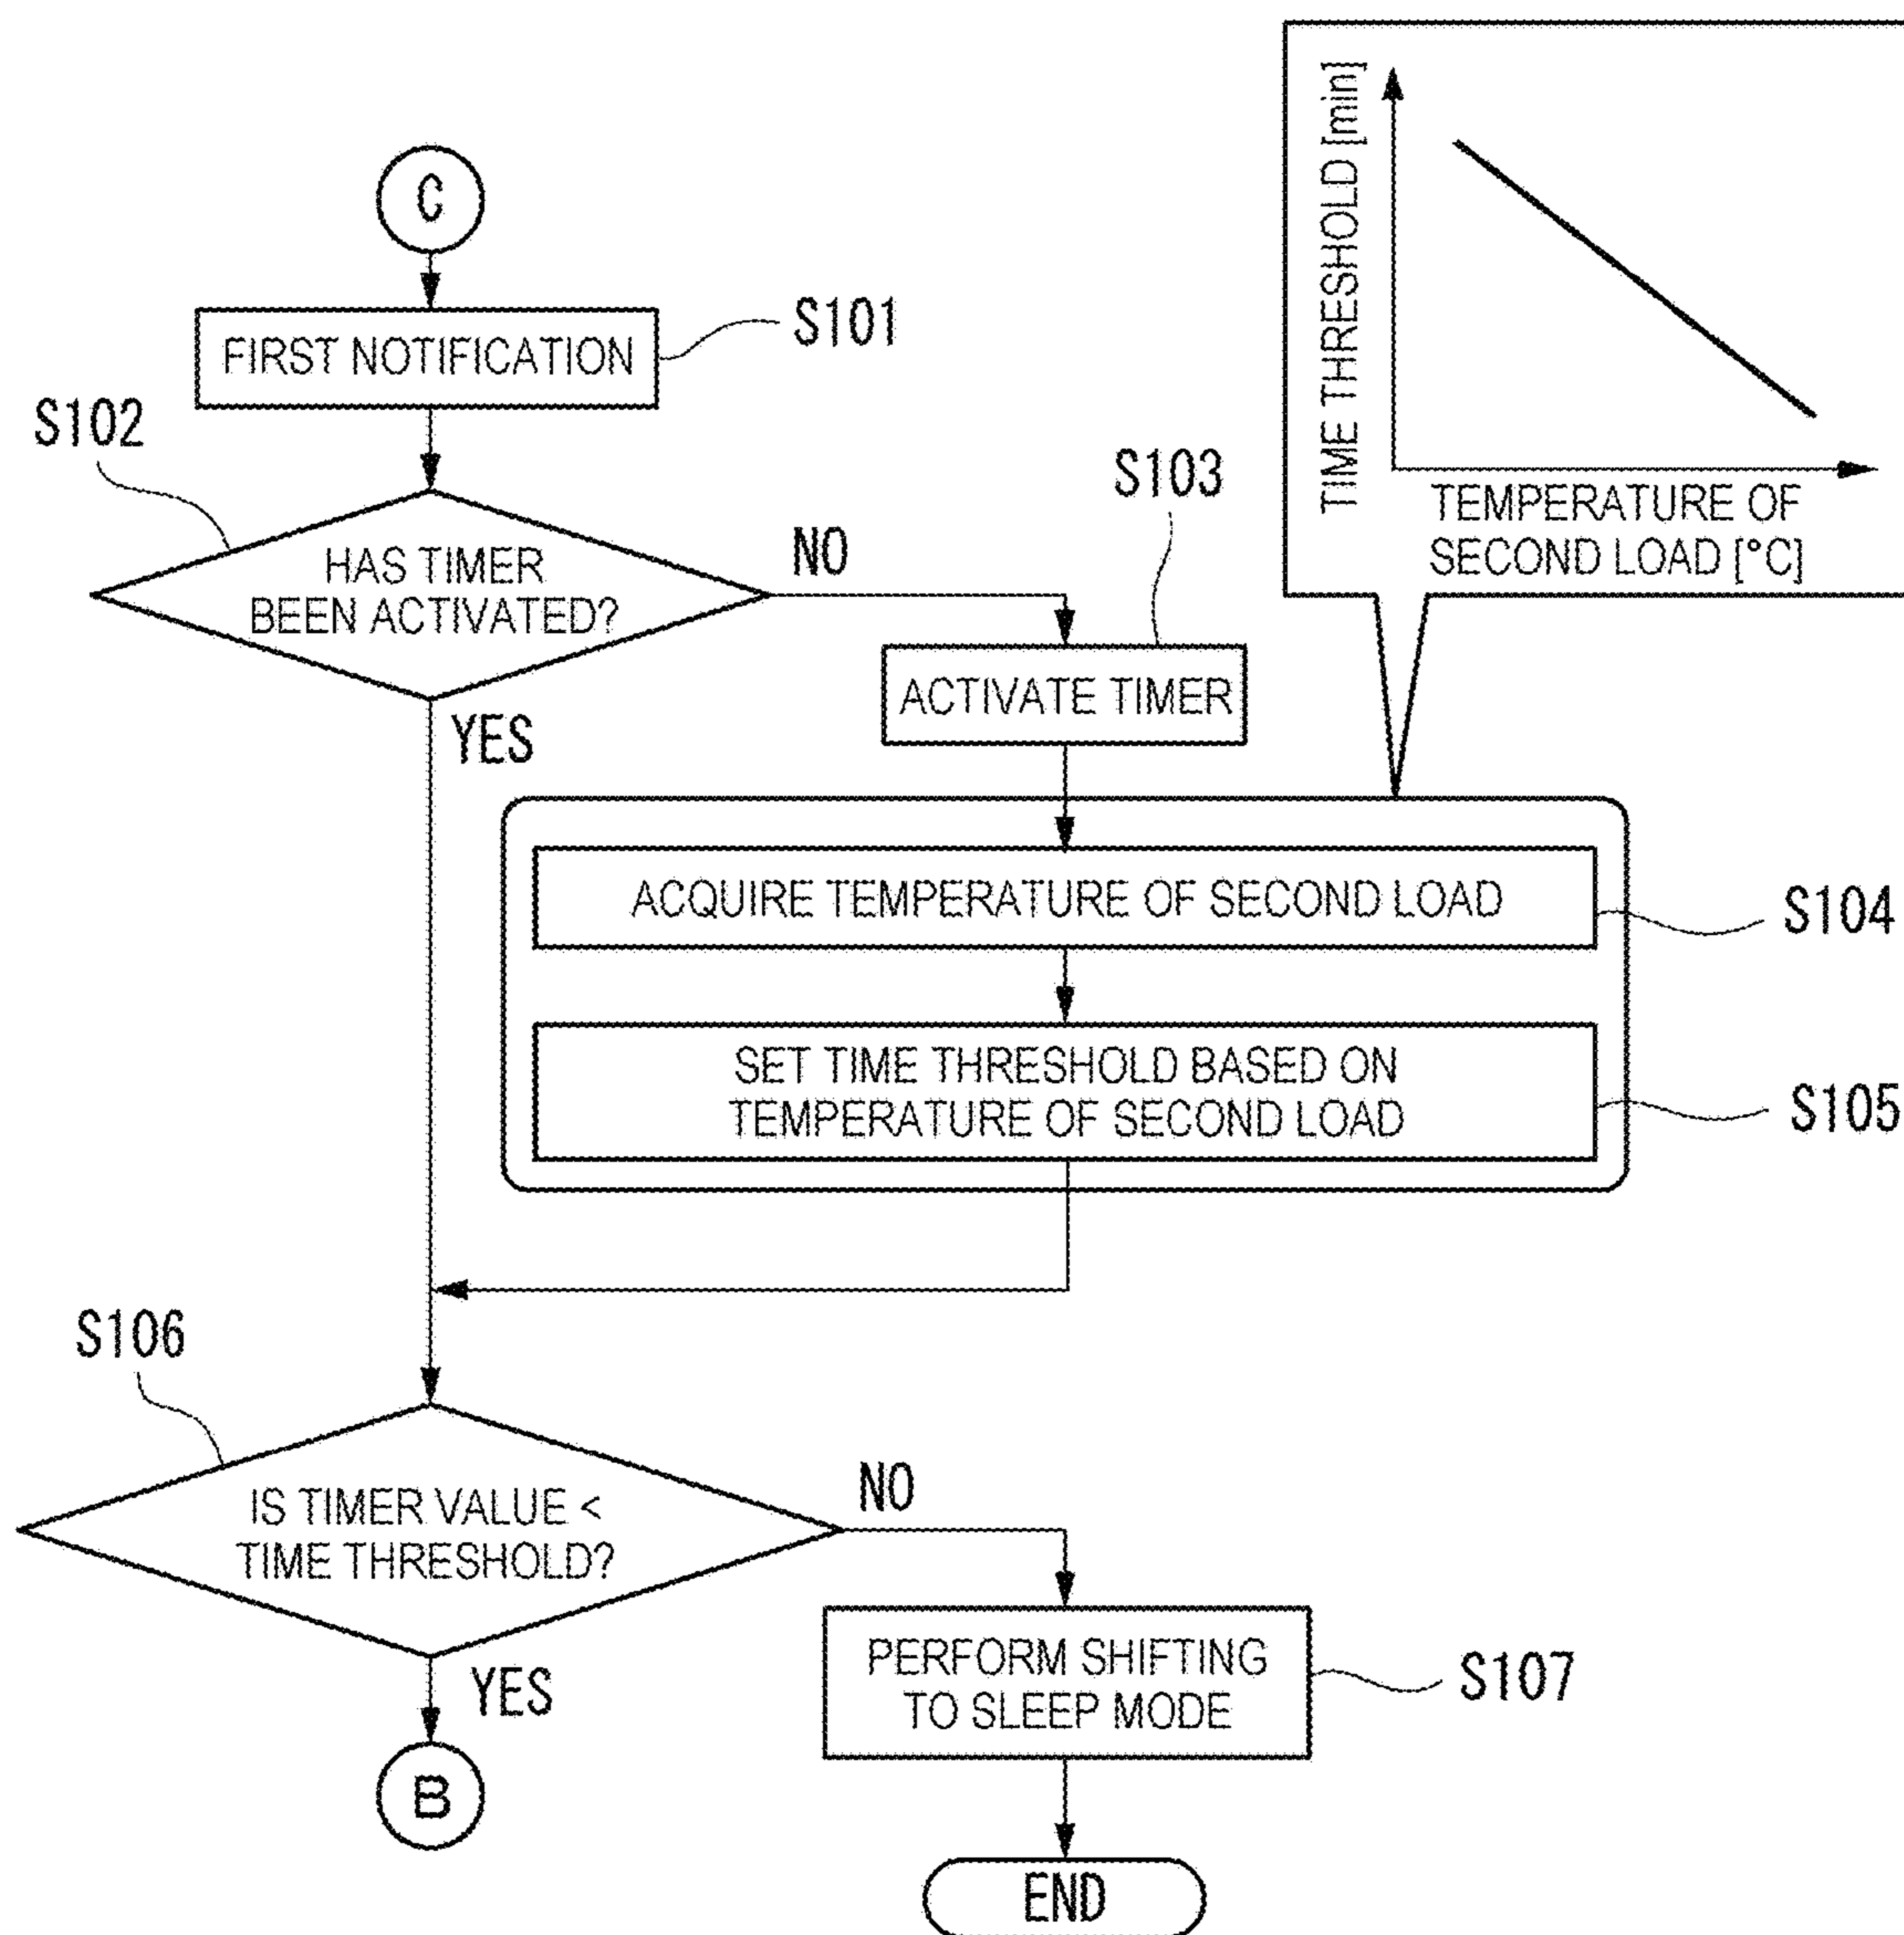 C
FIRST NOTIFICATION
S101
S102
HAS TIMER
BEEN ACTIVATED?
NO
YES
S103
ACTIVATE TIMER
TIME THRESHOLD [min]
TEMPERATURE OF
SECOND LOAD [°C]
ACQUIRE TEMPERATURE OF SECOND LOAD
S104
SET TIME THRESHOLD BASED ON
TEMPERATURE OF SECOND LOAD
S105
S106
IS TIMER VALUE <
TIME THRESHOLD?
NO
YES
B
PERFORM SHIFTING
TO SLEEP MODE
S107
END